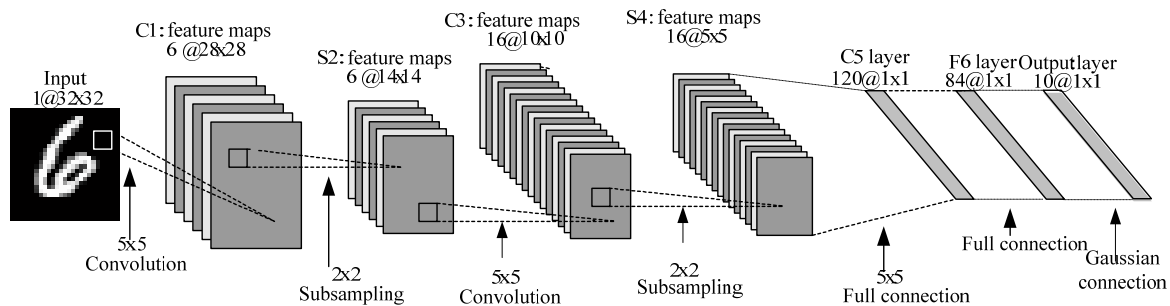 C1: feature maps
6 @28x28
C3: feature maps
16@10x10
S4: feature maps
16@5x5
S2: feature maps
6 @14x14
Input
1@32x32
C5 layer
120@1x1
F6 layer
84@1x1
Output layer
10@1x1
5x5
Convolution
2x2
Subsampling
5x5
Convolution
2x2
Subsampling
5x5
Full connection
Full connection
Gaussian
connection